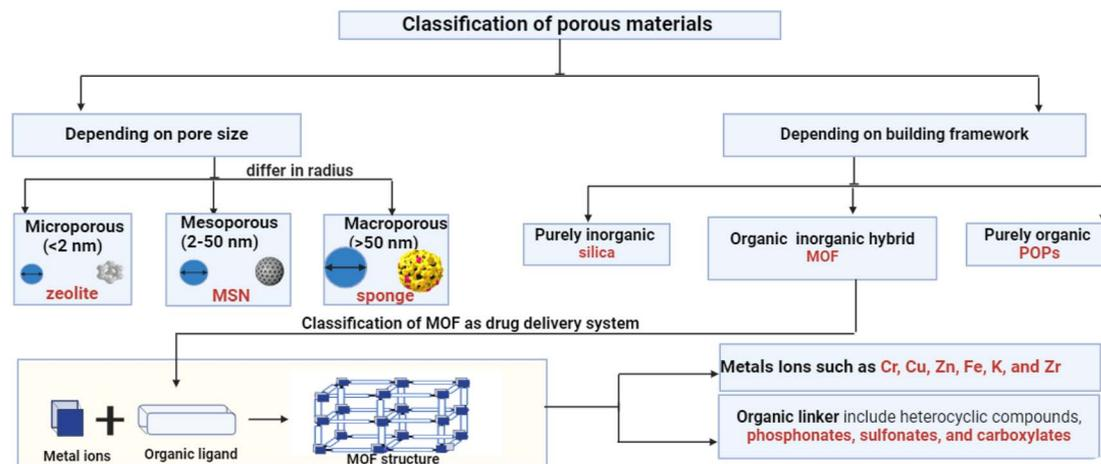 Classification of porous materials
Depending on pore size
Depending on building framework
differ in radius
Microporous
(<2 nm)
zeolite
Mesoporous
(2-50 nm)
MSN
Macroporous
(>50 nm)
sponge
Purely inorganic
silica
Organic inorganic hybrid
MOF
Purely organic
POPs
Classification of MOF as drug delivery system
Metal ions
Organic ligand
MOF structure
Metals Ions such as Cr, Cu, Zn, Fe, K, and Zr
Organic linker include heterocyclic compounds,
phosphonates, sulfonates, and carboxylates